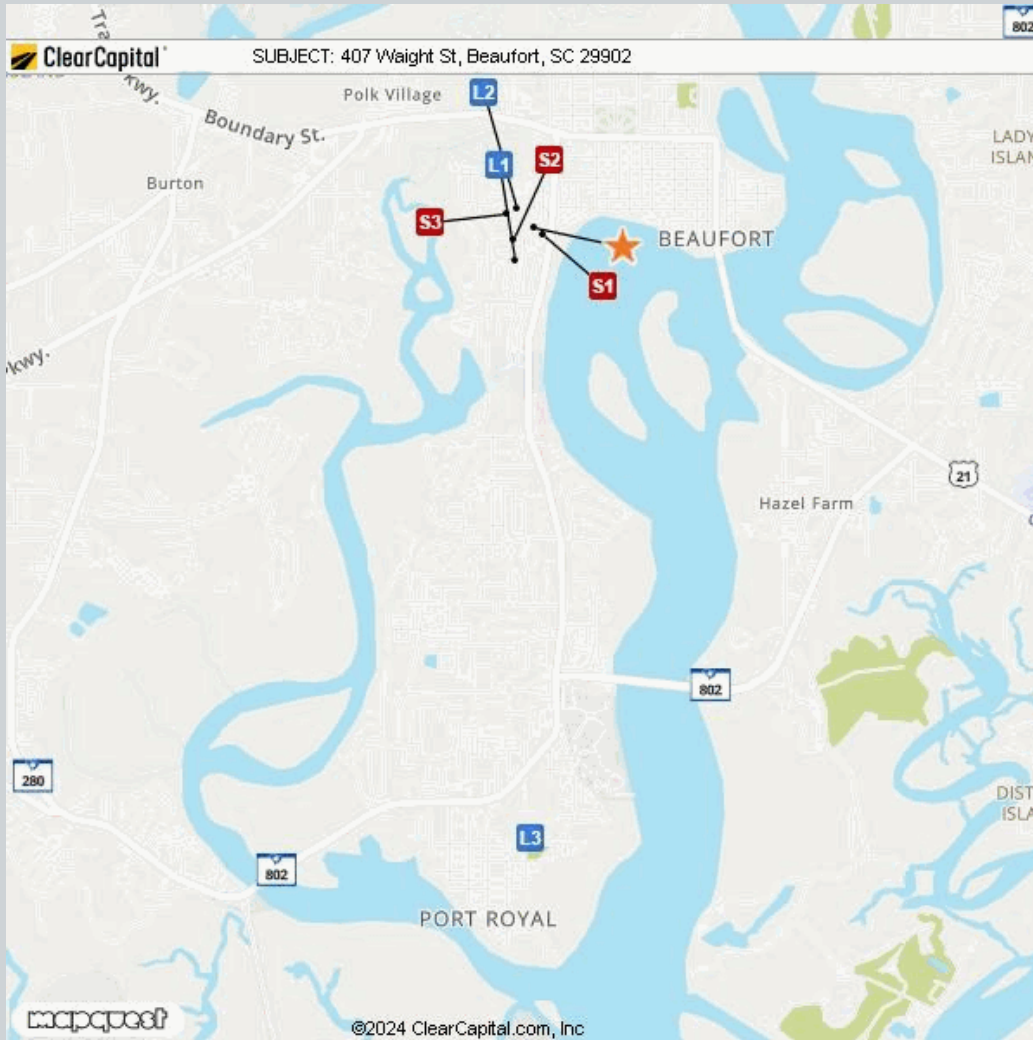 802
ClearCapital
SUBJECT: 407 Waight St, Beaufort, SC 29902
kwy.
Polk Village
L2
Boundary St.
LADY
ISLAN
L1
S2
Burton
S3
BEAUFORT
S1
kwy.
21
Hazel Farm
802
280
DIST
ISLA
L3
802
PORT ROYAL
mapquest
©2024 ClearCapital.com, Inc